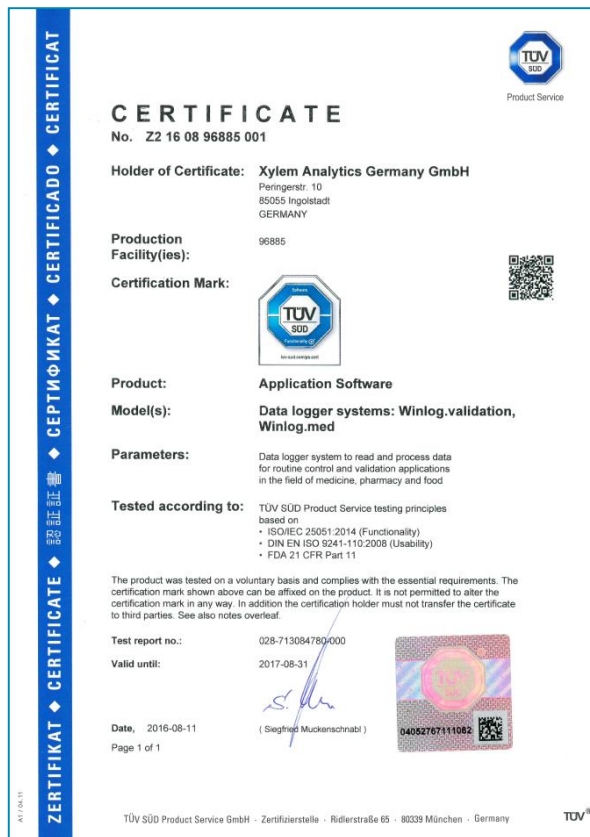 ZERTIFIKAT ◆ CERTIFICATE ◆ 認証証書 ◆ СЕРТИФИКАТ ◆ CERTIFICADO ◆ CERTIFICAT
TÜV
SÜD
Product Service
CERTIFICATE
No. Z2 16 08 96885 001
Holder of Certificate: Xylem Analytics Germany GmbH
Peringerstr. 10
85055 Ingolstadt
GERMANY
Production
Facility(ies): 96885
Certification Mark:
Software
TÜV
SÜD
Functionality
Product: Application Software
Model(s): Data logger systems: Winlog.validation,
Winlog.med
Parameters: Data logger system to read and process data
for routine control and validation applications
in the field of medicine, pharmacy and food
Tested according to: TÜV SÜD Product Service testing principles
based on
• ISO/IEC 25051:2014 (Functionality)
• DIN EN ISO 9241-110:2008 (Usability)
• FDA 21 CFR Part 11
The product was tested on a voluntary basis and complies with the essential requirements. The
certification mark shown above can be affixed on the product. It is not permitted to alter the
certification mark in any way. In addition the certification holder must not transfer the certificate
to third parties. See also notes overleaf.
Test report no.: 028-713084780-000
Valid until: 2017-08-31
Date, 2016-08-11 ( Siegfried Muckenschnabl )
Page 1 of 1
TÜV
04052767111082
A1 / 04.11
TÜV SÜD Product Service GmbH · Zertifizierstelle · Ridlerstraße 65 · 80339 München · Germany TÜV®